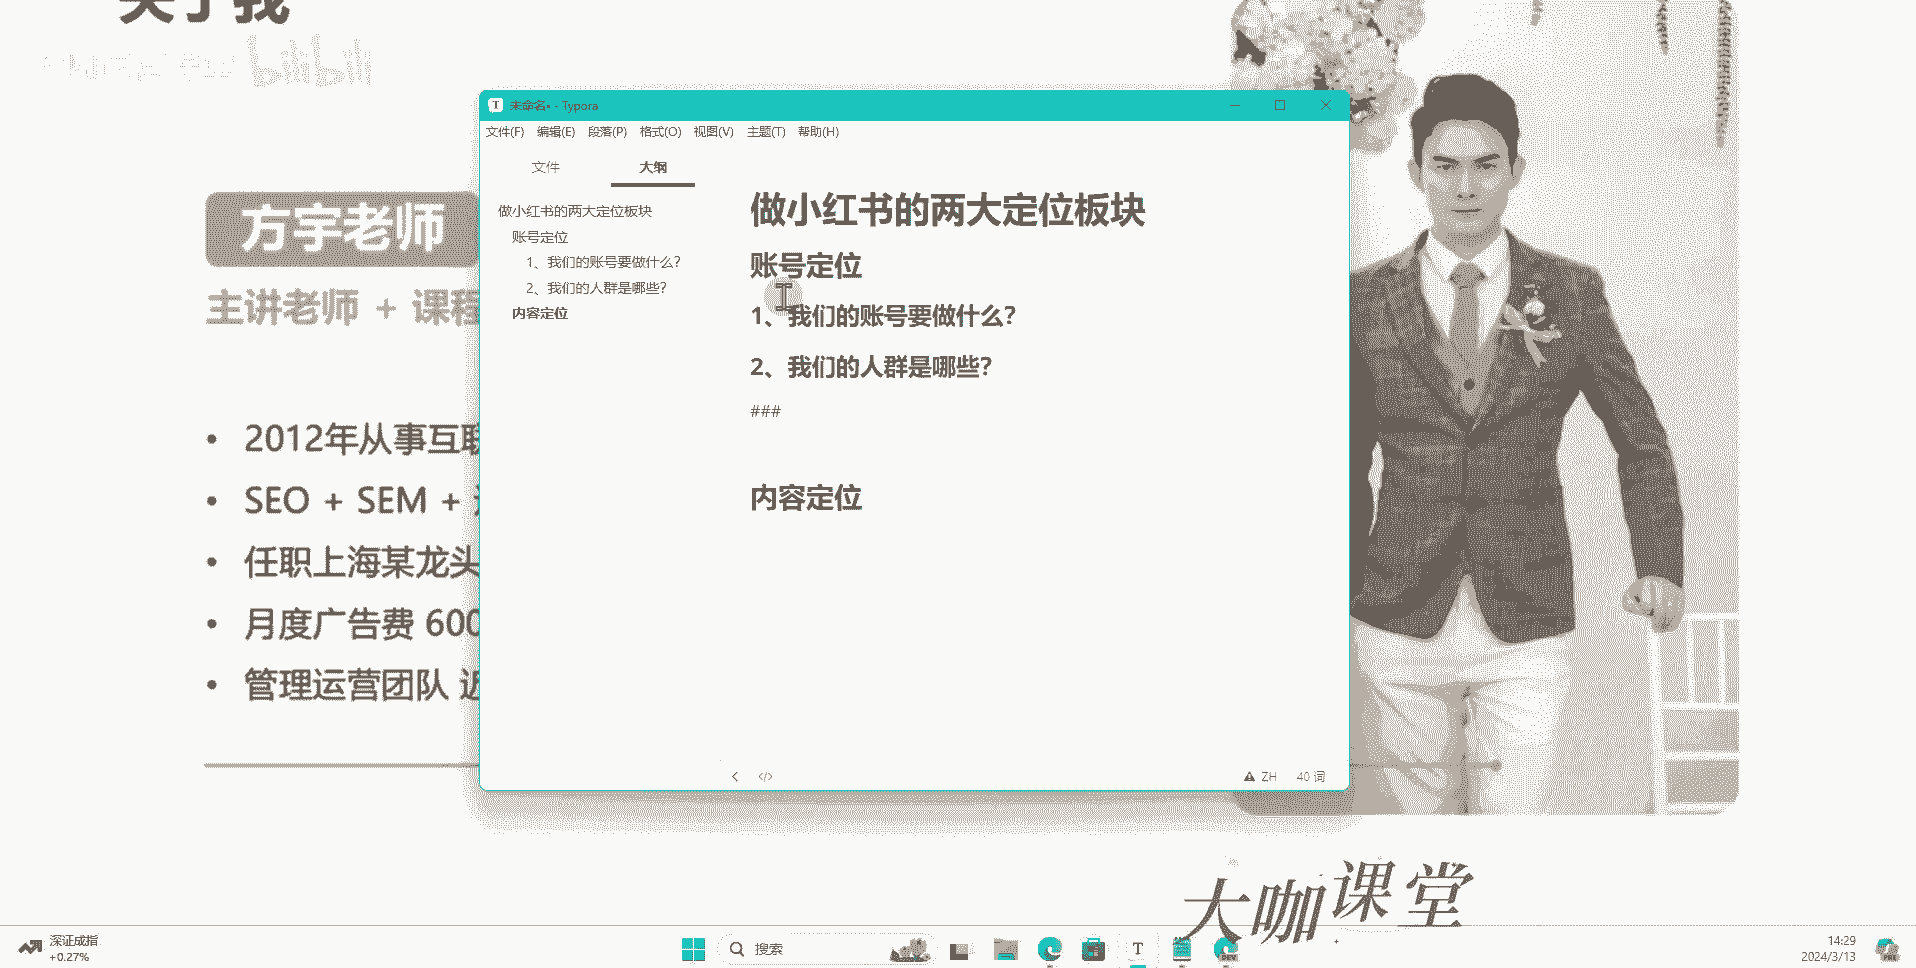 关于我
bilibili
方宇老师
主讲老师 + 课程
2012年从事互联
SEO + SEM +
任职上海某龙头
月度广告费 600
管理运营团队 近
未命名• - Typora
文件(F) 编辑(E) 段落(P) 格式(O) 视图(V) 主题(T) 帮助(H)
文件 大纲
做小红书的两大定位板块
账号定位
1、我们的账号要做什么？
2、我们的人群是哪些？
内容定位
做小红书的两大定位板块
账号定位
1、我们的账号要做什么？
2、我们的人群是哪些？
###
内容定位
ZH 40 词
大咖课堂
深证成指
+0.27%
搜索
DEV
14:29
2024/3/13
PRE